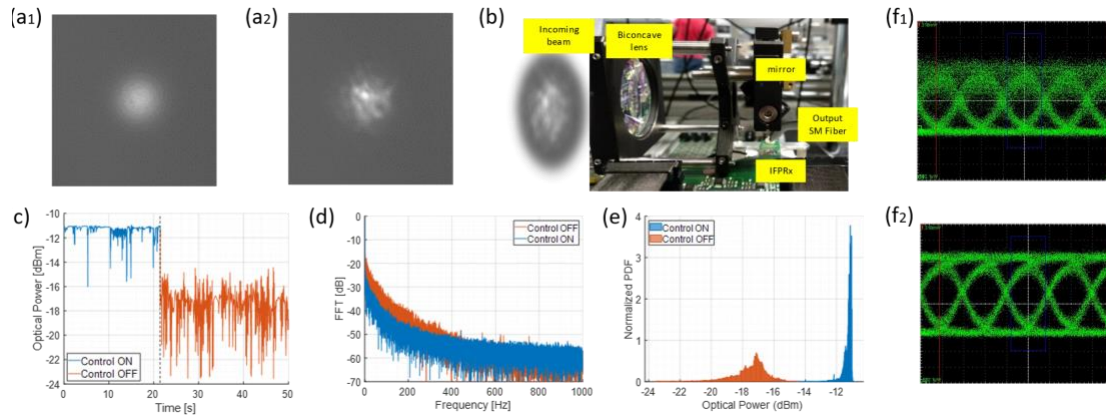 (a1)
(a2)
(b)
Incoming
beam
Biconcave
lens
mirror
Output
SM Fiber
IFPRx
(f1)
(c)
-10
-12
-14
-16
-18
-20
-22
-24
Optical Power [dBm]
Control ON
Control OFF
0
10
20
30
40
50
Time [s]
(d)
0
-10
-20
-30
-40
-50
-60
-70
FFT [dB]
Control OFF
Control ON
0
200
400
600
800
1000
Frequency [Hz]
(e)
4
3
2
1
0
Normalized PDF
Control ON
Control OFF
-24
-22
-20
-18
-16
-14
-12
Optical Power (dBm)
(f2)